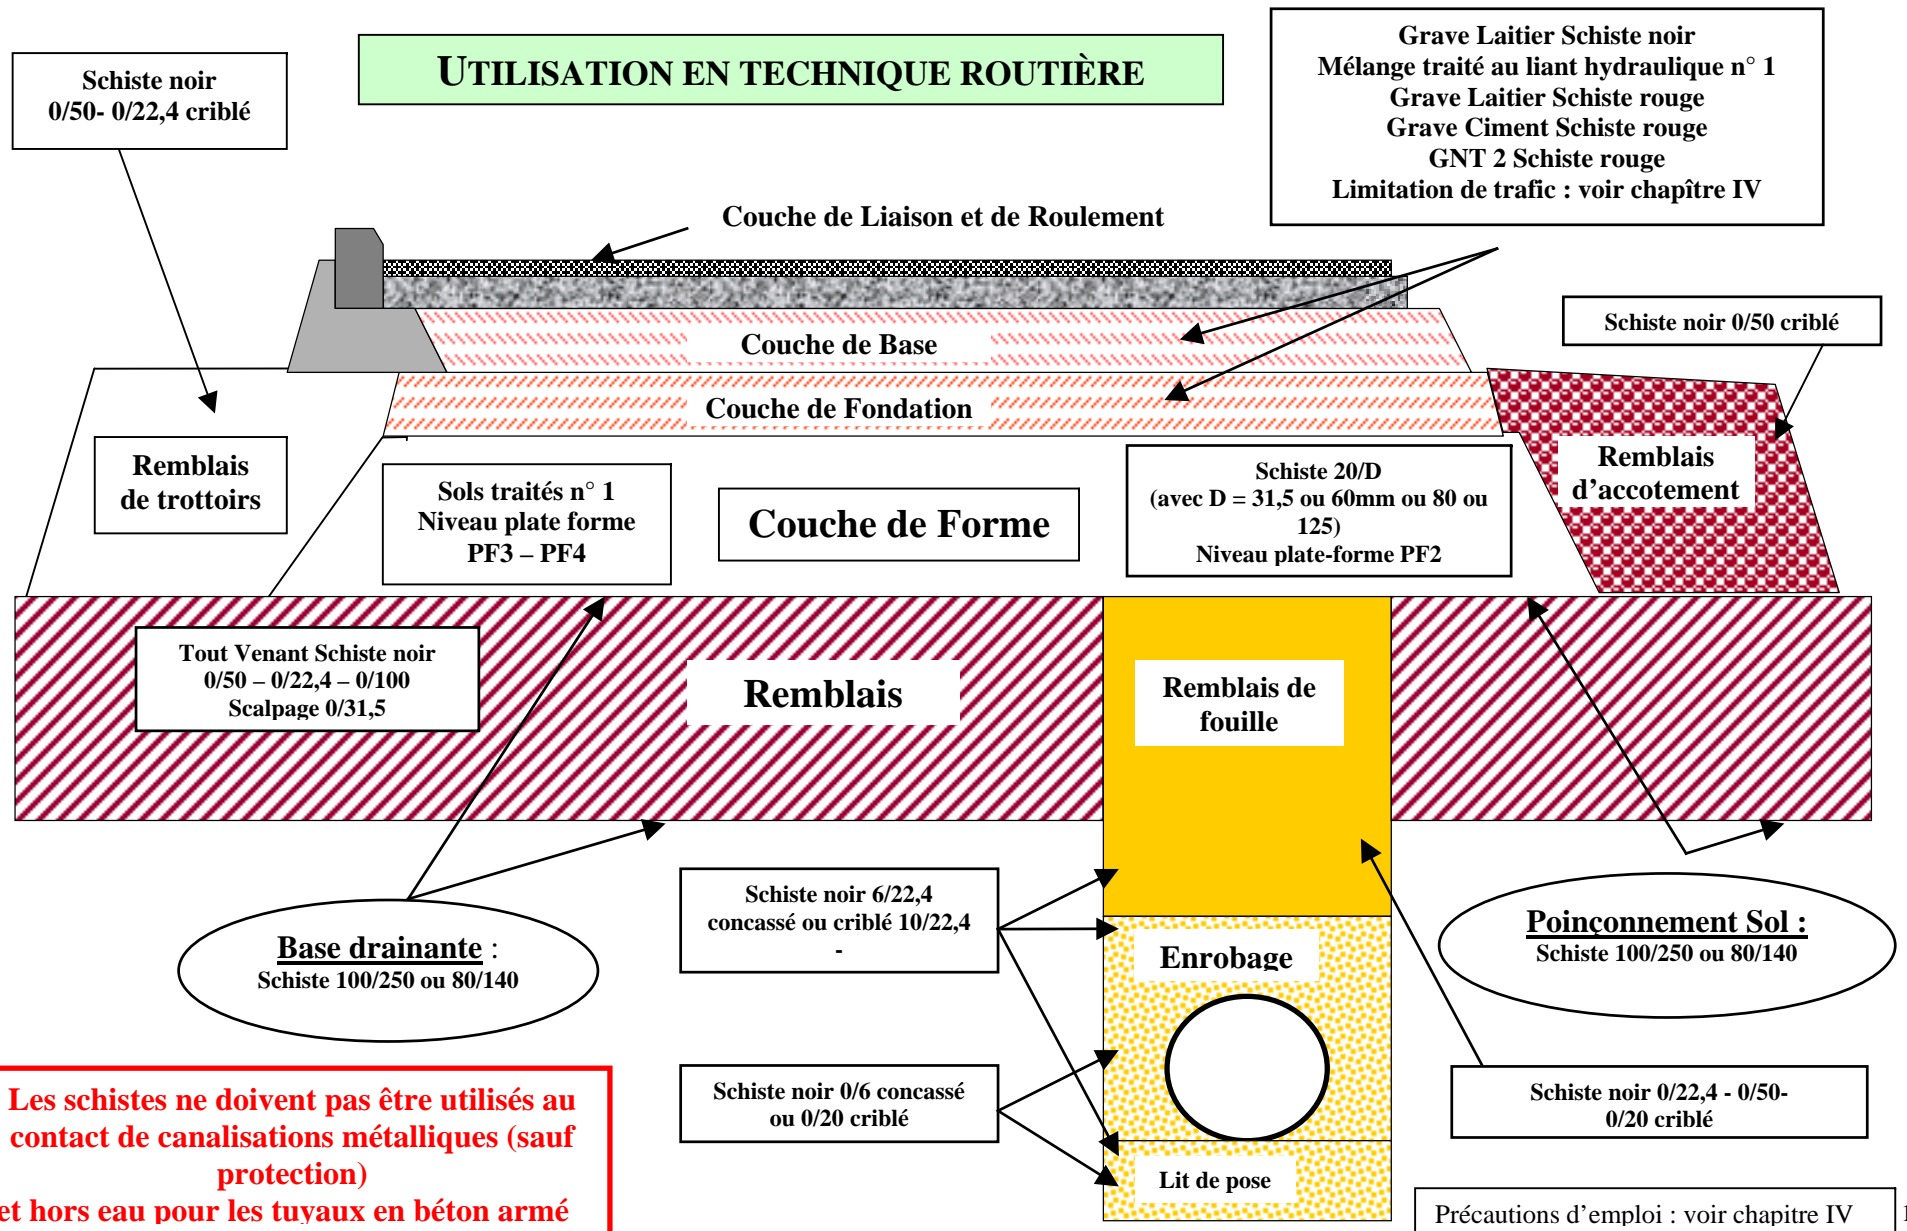 UTILISATION EN TECHNIQUE ROUTIÈRE
Schiste noir
0/50- 0/22,4 criblé
Grave Laitier Schiste noir
Mélange traité au liant hydraulique n° 1
Grave Laitier Schiste rouge
Grave Ciment Schiste rouge
GNT 2 Schiste rouge
Limitation de trafic : voir chapître IV
Couche de Liaison et de Roulement
Schiste noir 0/50 criblé
Couche de Base
Couche de Fondation
Remblais
de trottoirs
Sols traités n° 1
Niveau plate forme
PF3 – PF4
Couche de Forme
Schiste 20/D
(avec D = 31,5 ou 60mm ou 80 ou
125)
Niveau plate-forme PF2
Remblais
d’accotement
Tout Venant Schiste noir
0/50 – 0/22,4 – 0/100
Scalpage 0/31,5
Remblais
Remblais de
fouille
Base drainante :
Schiste 100/250 ou 80/140
Schiste noir 6/22,4
concassé ou criblé 10/22,4
-
Enrobage
Poinçonnement Sol :
Schiste 100/250 ou 80/140
Schiste noir 0/6 concassé
ou 0/20 criblé
Schiste noir 0/22,4 - 0/50-
0/20 criblé
Lit de pose
Les schistes ne doivent pas être utilisés au
contact de canalisations métalliques (sauf
protection)
et hors eau pour les tuyaux en béton armé
Précautions d’emploi : voir chapitre IV